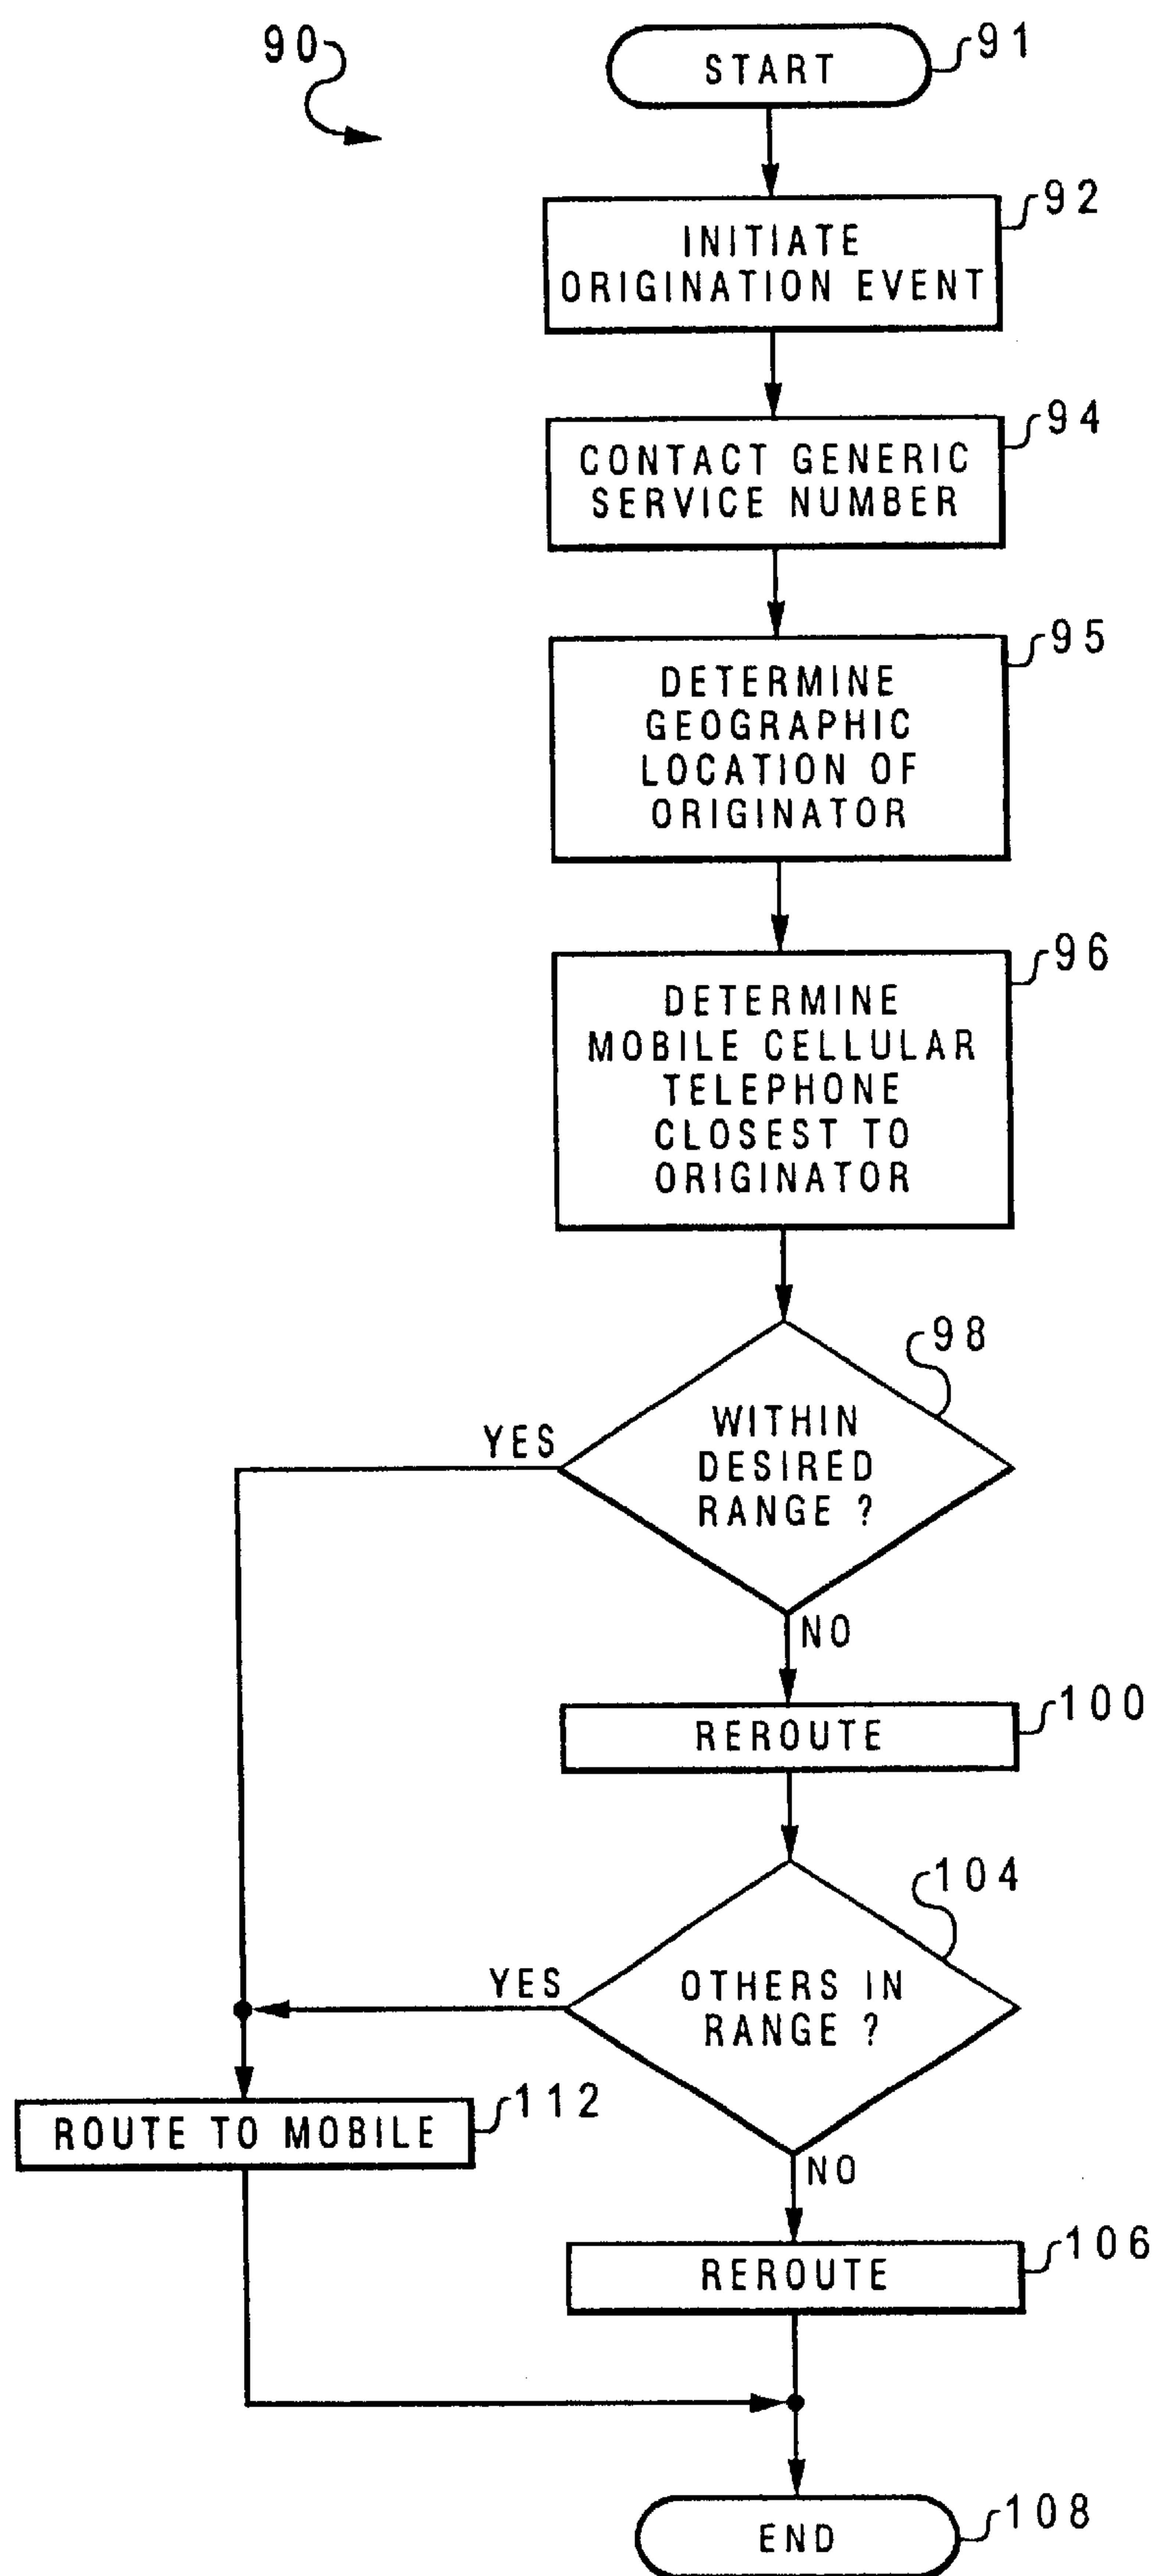 90
START
91
INITIATE
ORIGINATION EVENT
92
CONTACT GENERIC
SERVICE NUMBER
94
DETERMINE
GEOGRAPHIC
LOCATION OF
ORIGINATOR
95
DETERMINE
MOBILE CELLULAR
TELEPHONE
CLOSEST TO
ORIGINATOR
96
WITHIN
DESIRED
RANGE ?
98
YES
NO
REROUTE
100
OTHERS IN
RANGE ?
104
YES
NO
ROUTE TO MOBILE
112
REROUTE
106
END
108